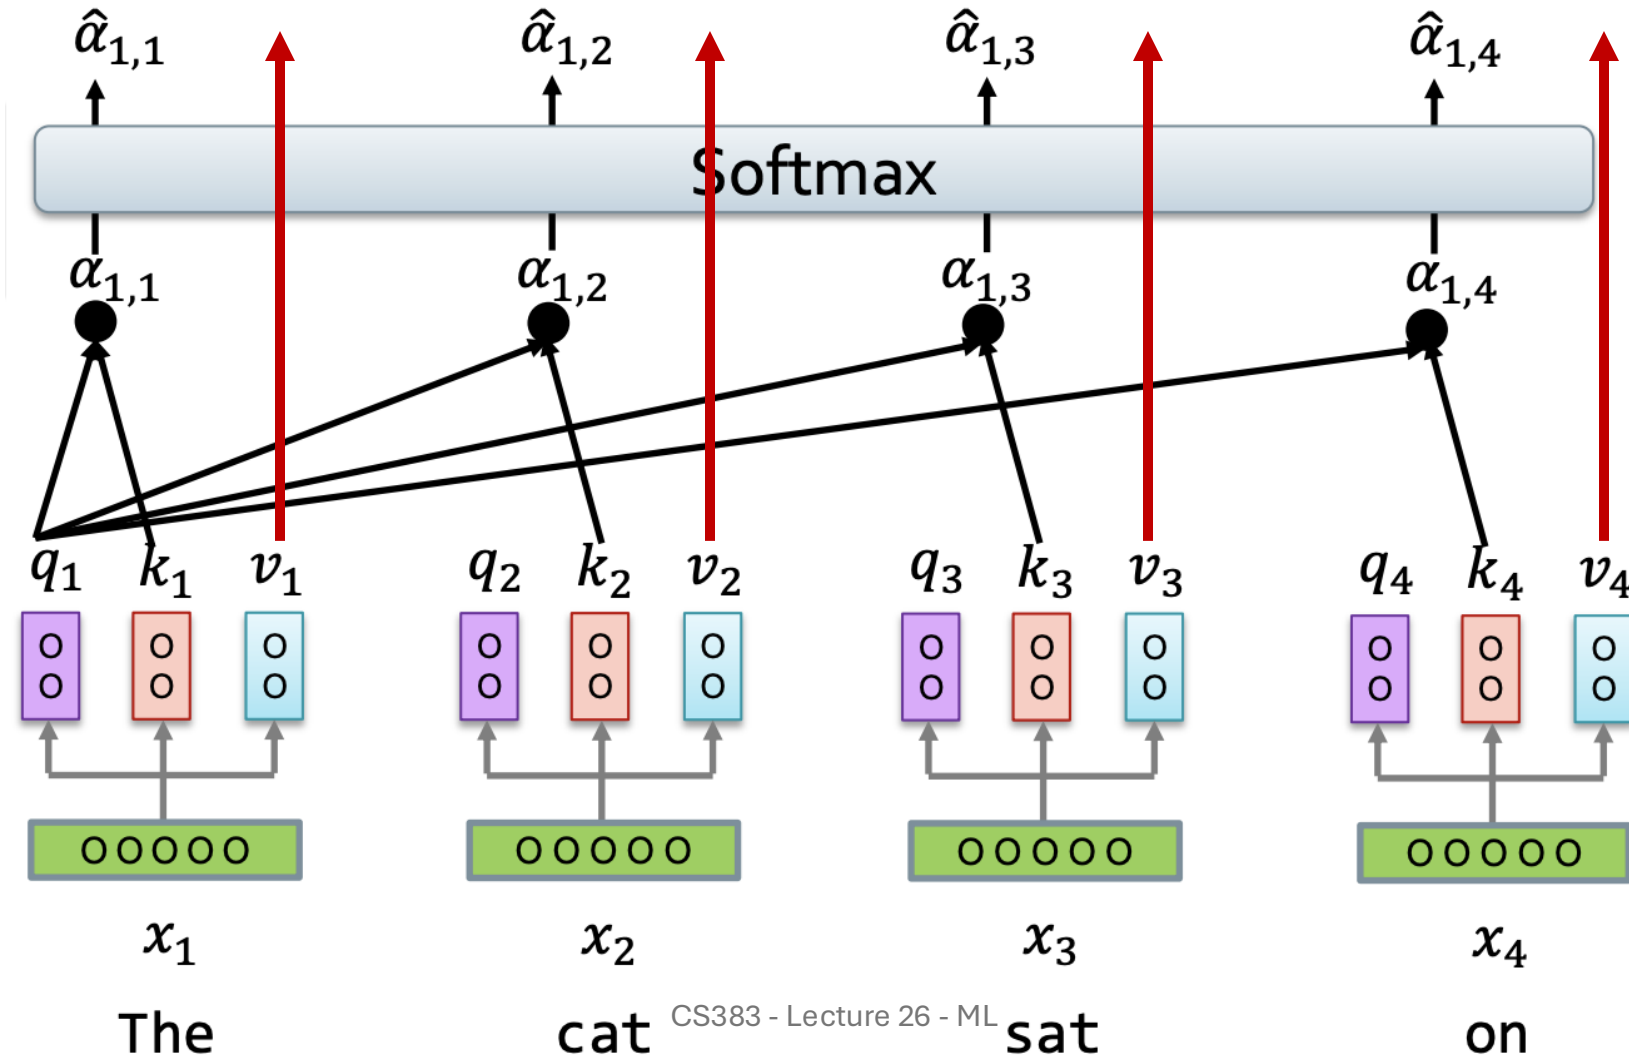 α̂₁,₁ α̂₁,₂ α̂₁,₃ α̂₁,₄
Softmax
α₁,₁ α₁,₂ α₁,₃ α₁,₄
q₁ k₁ v₁ q₂ k₂ v₂ q₃ k₃ v₃ q₄ k₄ v₄
O O O O O O O O O O O O
O O O O O O O O O O O O
O O O O O O O O O O O O O O O O O O O O
x₁ x₂ x₃ x₄
The cat sat on
CS383 - Lecture 26 - ML